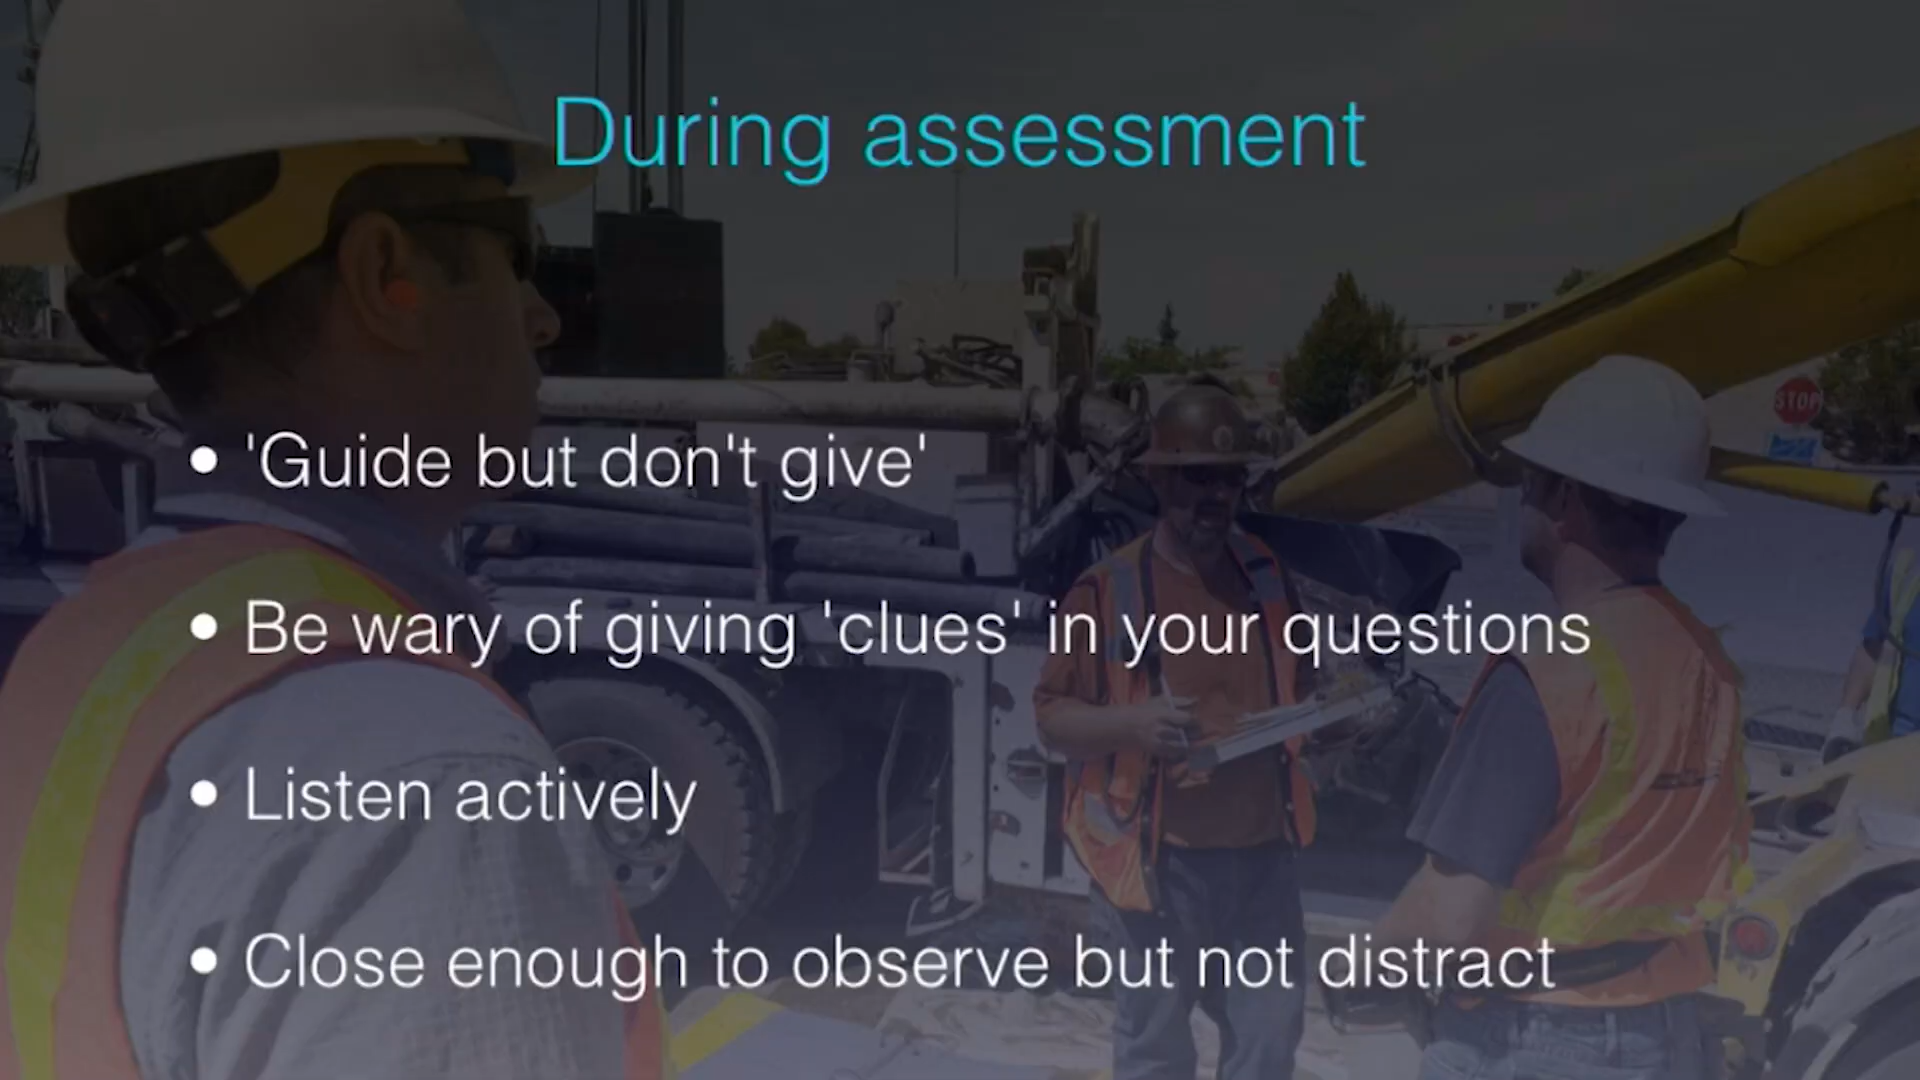 During assessment
• 'Guide but don't give'
STOP
• Be wary of giving 'clues' in your questions
• Listen actively
• Close enough to observe but not distract